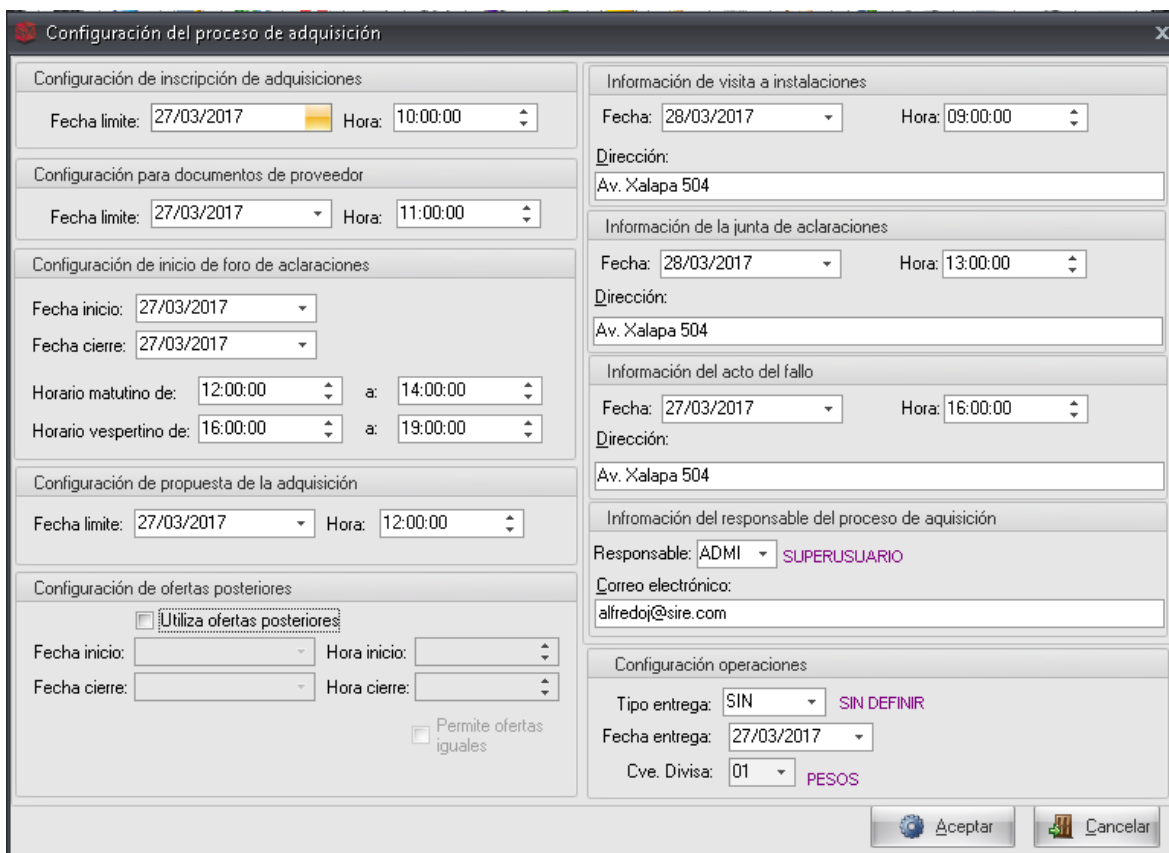 Configuración del proceso de adquisición
x
Configuración de inscripción de adquisiciones
Fecha limite: 27/03/2017 Hora: 10:00:00
Configuración para documentos de proveedor
Fecha limite: 27/03/2017 Hora: 11:00:00
Configuración de inicio de foro de aclaraciones
Fecha inicio: 27/03/2017
Fecha cierre: 27/03/2017
Horario matutino de: 12:00:00 a: 14:00:00
Horario vespertino de: 16:00:00 a: 19:00:00
Configuración de propuesta de la adquisición
Fecha limite: 27/03/2017 Hora: 12:00:00
Configuración de ofertas posteriores
Utiliza ofertas posteriores
Fecha inicio: Hora inicio:
Fecha cierre: Hora cierre:
Permite ofertas
iguales
Información de visita a instalaciones
Fecha: 28/03/2017 Hora: 09:00:00
Dirección:
Av. Xalapa 504
Información de la junta de aclaraciones
Fecha: 28/03/2017 Hora: 13:00:00
Dirección:
Av. Xalapa 504
Información del acto del fallo
Fecha: 27/03/2017 Hora: 16:00:00
Dirección:
Av. Xalapa 504
Infromación del responsable del proceso de aquisición
Responsable: ADMI SUPERUSUARIO
Correo electrónico:
alfredoj@sire.com
Configuración operaciones
Tipo entrega: SIN SIN DEFINIR
Fecha entrega: 27/03/2017
Cve. Divisa: 01 PESOS
Aceptar Cancelar